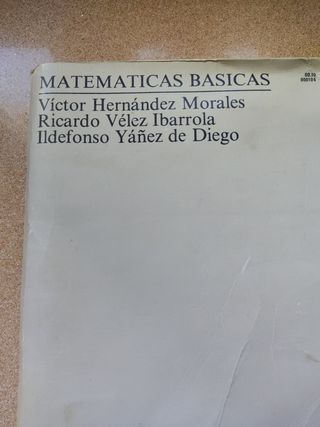 MATEMATICAS BASICAS
Víctor Hernández Morales
Ricardo Vélez Ibarrola
Ildefonso Yáñez de Diego